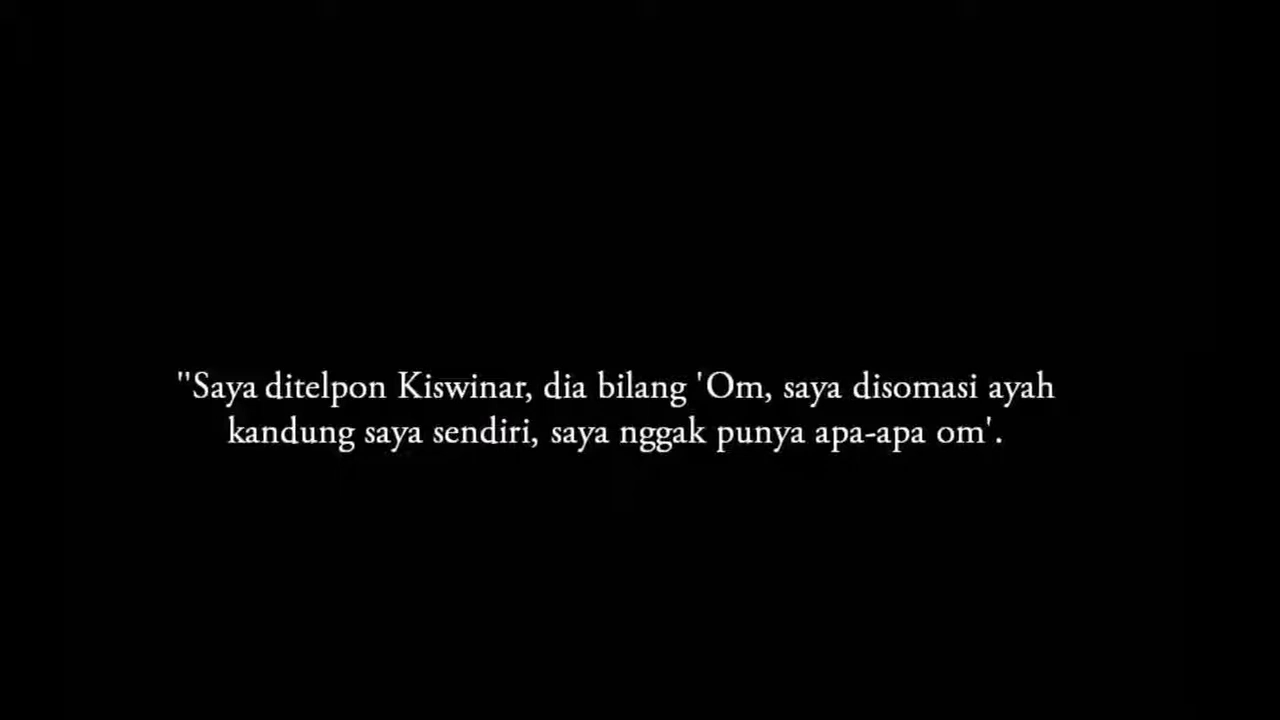 "Saya ditelpon Kiswinar, dia bilang 'Om, saya disomasi ayah
kandung saya sendiri, saya nggak punya apa-apa om'.